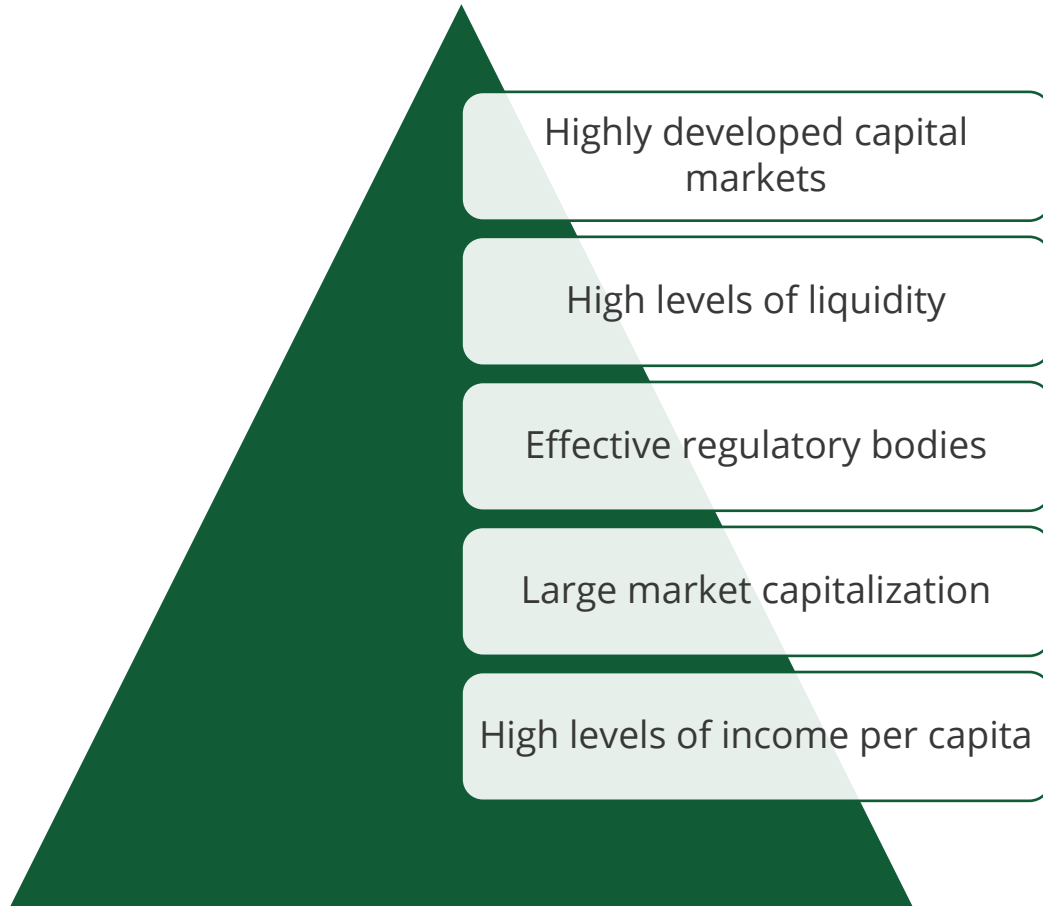 Highly developed capital
markets
High levels of liquidity
Effective regulatory bodies
Large market capitalization
High levels of income per capita